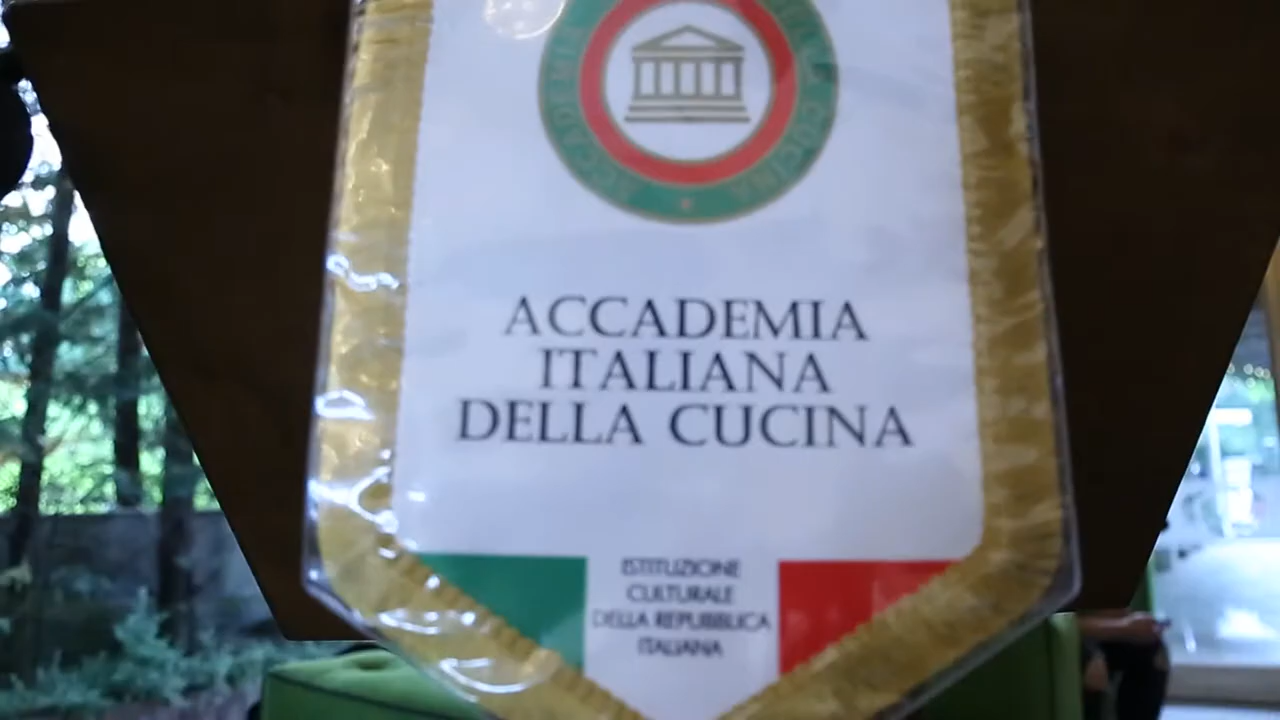 ACCADEMIA
ITALIANA
DELLA CUCINA
ISTITUZIONE
CULTURALE
DELLA REPUBBLICA
ITALIANA